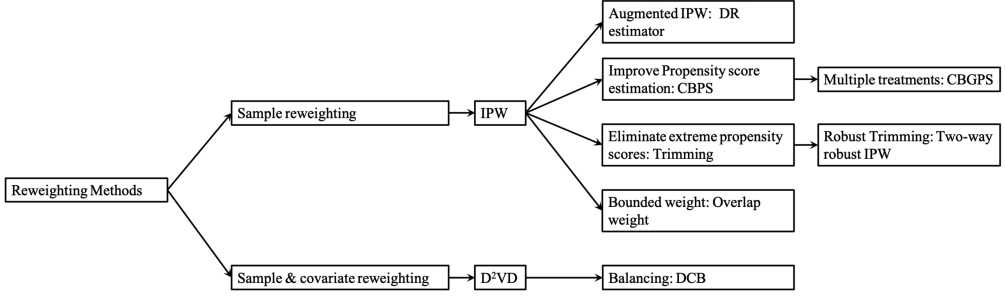 Augmented IPW: DR
estimator
Improve Propensity score
estimation: CBPS
Multiple treatments: CBGPS
Sample reweighting
IPW
Eliminate extreme propensity
scores: Trimming
Robust Trimming: Two-way
robust IPW
Reweighting Methods
Bounded weight: Overlap
weight
Sample & covariate reweighting
D²VD
Balancing: DCB